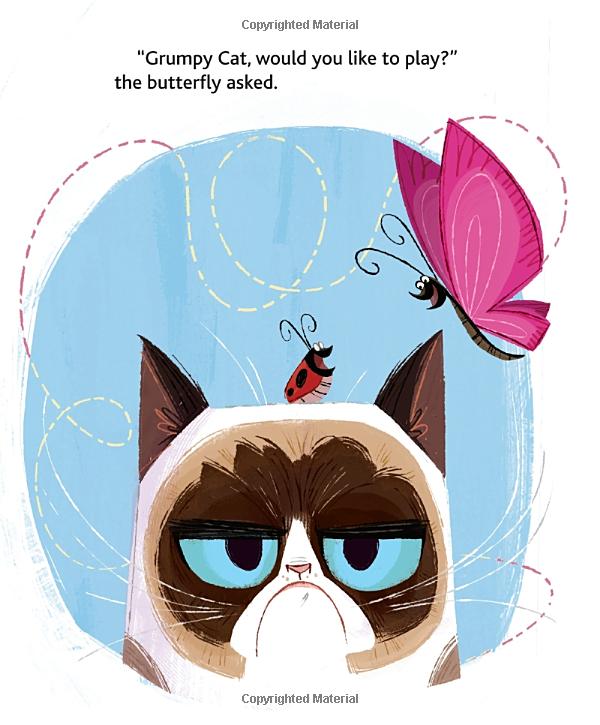 Copyrighted Material
“Grumpy Cat, would you like to play?”
the butterfly asked.
Copyrighted Material